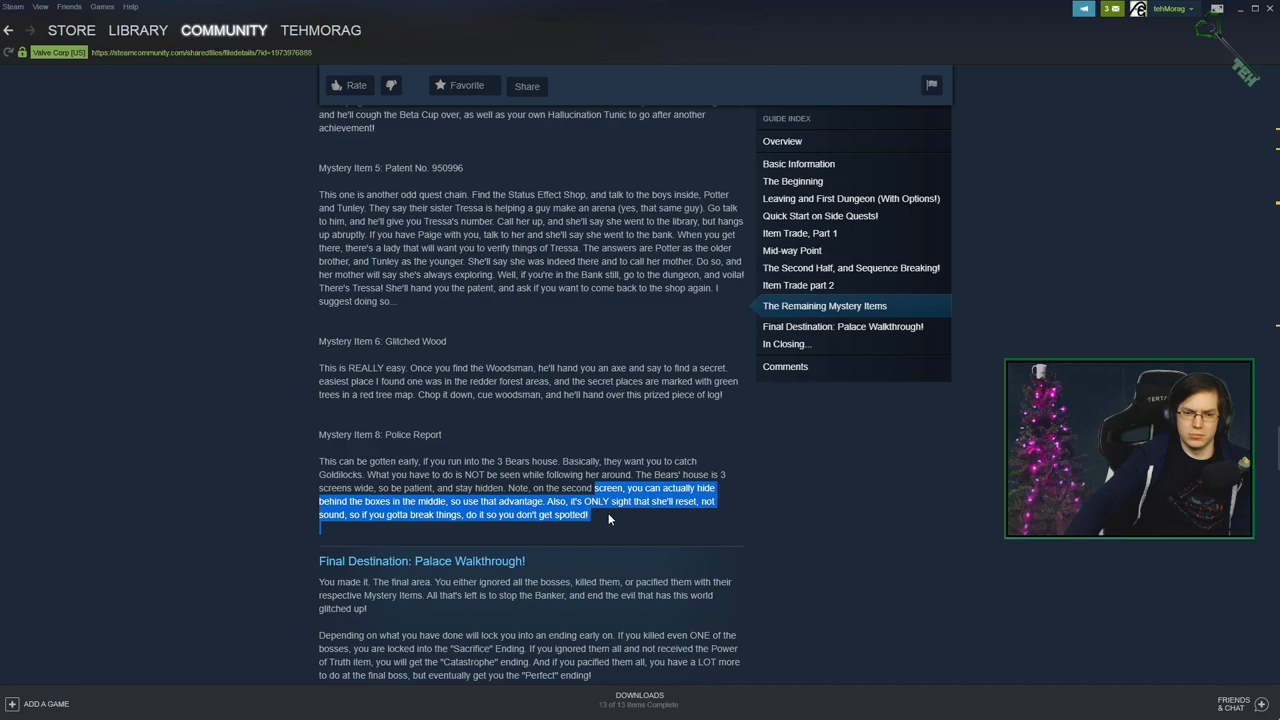 Steam View Friends Games Help
3
tehMorag
STORE LIBRARY COMMUNITY TEHMORAG
Valve Corp [US] https://steamcommunity.com/sharedfiles/filedetails/?id=1973976888
TEH
Rate Favorite Share
and he'll cough the Beta Cup over, as well as your own Hallucination Tunic to go after another
achievement!
Mystery Item 5: Patent No. 950996
This one is another odd quest chain. Find the Status Effect Shop, and talk to the boys inside, Potter
and Tunley. They say their sister Tressa is helping a guy make an arena (yes, that same guy). Go talk
to him, and he'll give you Tressa's number. Call her up, and she'll say she went to the library, but hangs
up abruptly. If you have Paige with you, talk to her and she'll say she went to the bank. When you get
there, there's a lady that will want you to verify things of Tressa. The answers are Potter as the older
brother, and Tunley as the younger. She'll say she was indeed there and to call her mother. Do so, and
her mother will say she's always exploring. Well, if you're in the Bank still, go to the dungeon, and voila!
There's Tressa! She'll hand you the patent, and ask if you want to come back to the shop again. I
suggest doing so...
Mystery Item 6: Glitched Wood
This is REALLY easy. Once you find the Woodsman, he'll hand you an axe and say to find a secret.
easiest place I found one was in the redder forest areas, and the secret places are marked with green
trees in a red tree map. Chop it down, cue woodsman, and he'll hand over this prized piece of log!
Mystery Item 8: Police Report
This can be gotten early, if you run into the 3 Bears house. Basically, they want you to catch
Goldilocks. What you have to do is NOT be seen while following her around. The Bears' house is 3
screens wide, so be patient, and stay hidden. Note, on the second screen, you can actually hide
behind the boxes in the middle, so use that advantage. Also, it's ONLY sight that she'll reset, not
sound, so if you gotta break things, do it so you don't get spotted!
Final Destination: Palace Walkthrough!
You made it. The final area. You either ignored all the bosses, killed them, or pacified them with their
respective Mystery Items. All that's left is to stop the Banker, and end the evil that has this world
glitched up!
Depending on what you have done will lock you into an ending early on. If you killed even ONE of the
bosses, you are locked into the "Sacrifice" Ending. If you ignored them all and not received the Power
of Truth item, you will get the "Catastrophe" ending. And if you pacified them all, you have a LOT more
to do at the final boss, but eventually get you the "Perfect" ending!
GUIDE INDEX
Overview
Basic Information
The Beginning
Leaving and First Dungeon (With Options!)
Quick Start on Side Quests!
Item Trade, Part 1
Mid-way Point
The Second Half, and Sequence Breaking!
Item Trade part 2
The Remaining Mystery Items
Final Destination: Palace Walkthrough!
In Closing...
Comments
ADD A GAME
DOWNLOADS
13 of 13 Items Complete
FRIENDS
& CHAT